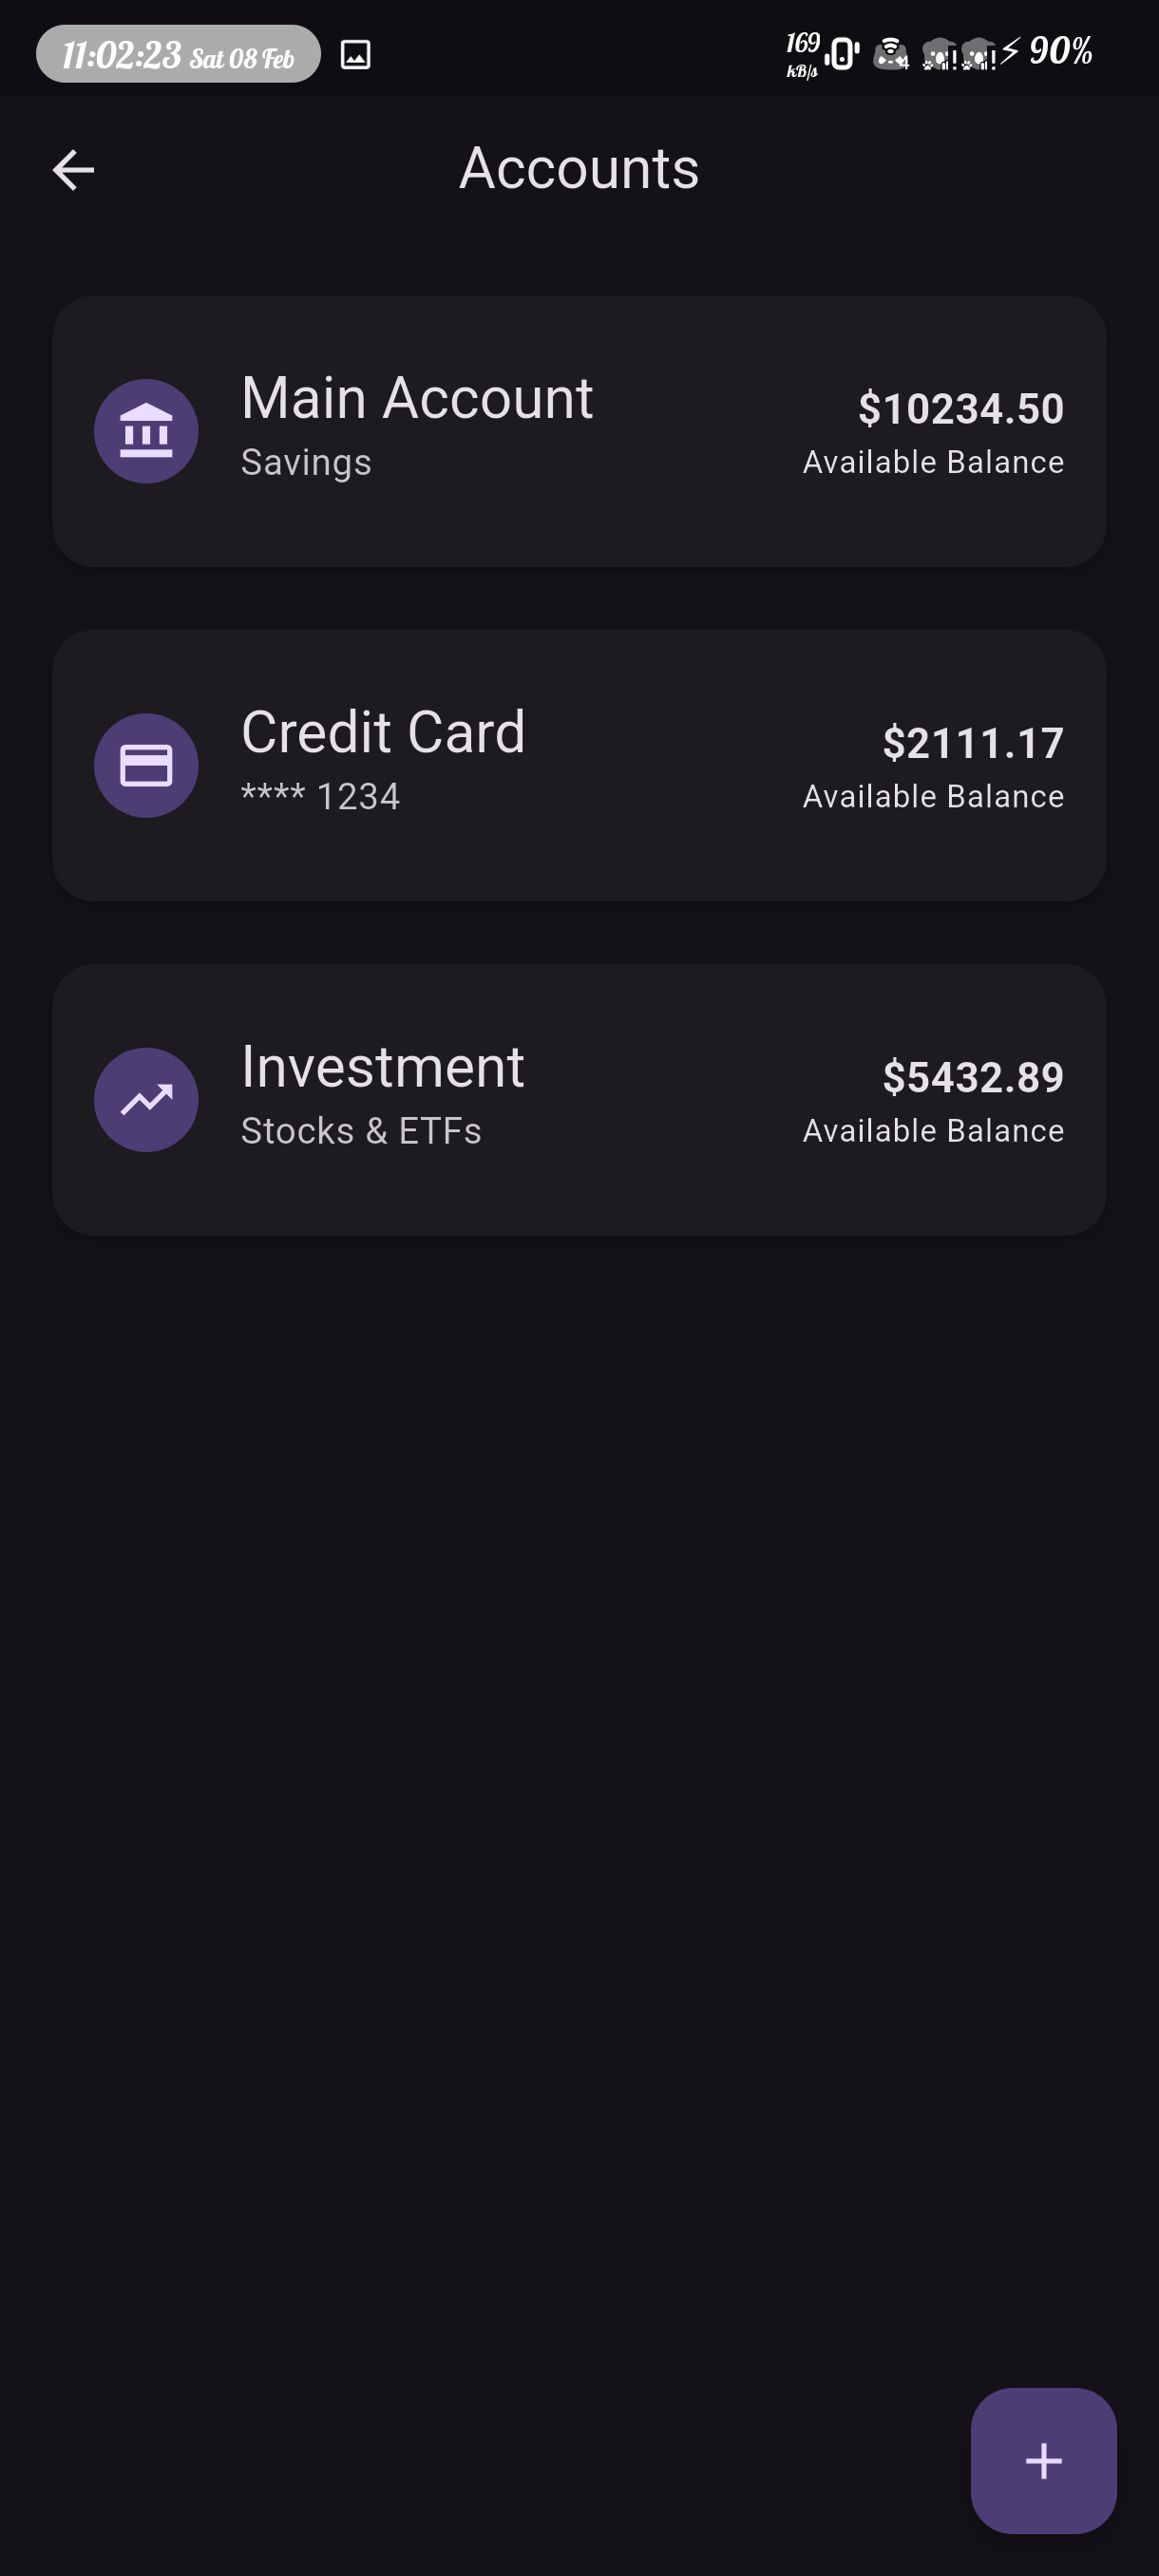 11:02:23 Sat 08 Feb
169
kB/s
4
90%
Accounts
Main Account
Savings
$10234.50
Available Balance
Credit Card
**** 1234
$2111.17
Available Balance
Investment
Stocks & ETFs
$5432.89
Available Balance